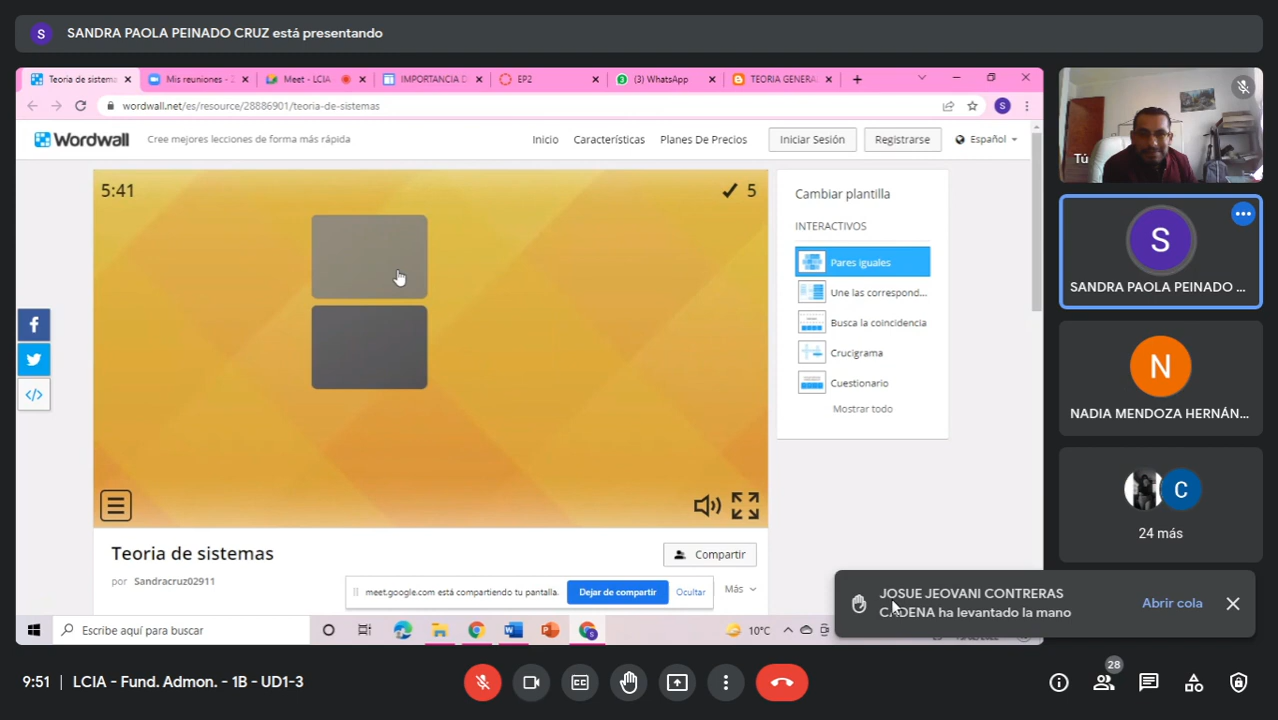 S SANDRA PAOLA PEINADO CRUZ está presentando
Teoria de sistema
Mis reuniones - Z
Meet - LCIA
IMPORTANCIA D
EP2
(3) WhatsApp
TEORIA GENERA
wordwall.net/es/resource/28886901/teoria-de-sistemas
S
Wordwall
Cree mejores lecciones de forma más rápida
Inicio
Características
Planes De Precios
Iniciar Sesión
Registrarse
Español
5:41
5
Cambiar plantilla
INTERACTIVOS
Pares iguales
Une las correspond...
Busca la coincidencia
Crucigrama
Cuestionario
Mostrar todo
Teoria de sistemas
Compartir
por Sandracruz02911
meet.google.com está compartiendo tu pantalla.
Dejar de compartir
Ocultar
Más
Escribe aquí para buscar
10°C
Tú
S
SANDRA PAOLA PEINADO ...
N
NADIA MENDOZA HERNÁN...
C
24 más
JOSUE JEOVANI CONTRERAS
CADENA ha levantado la mano
Abrir cola
9:51 | LCIA - Fund. Admon. - 1B - UD1-3
28